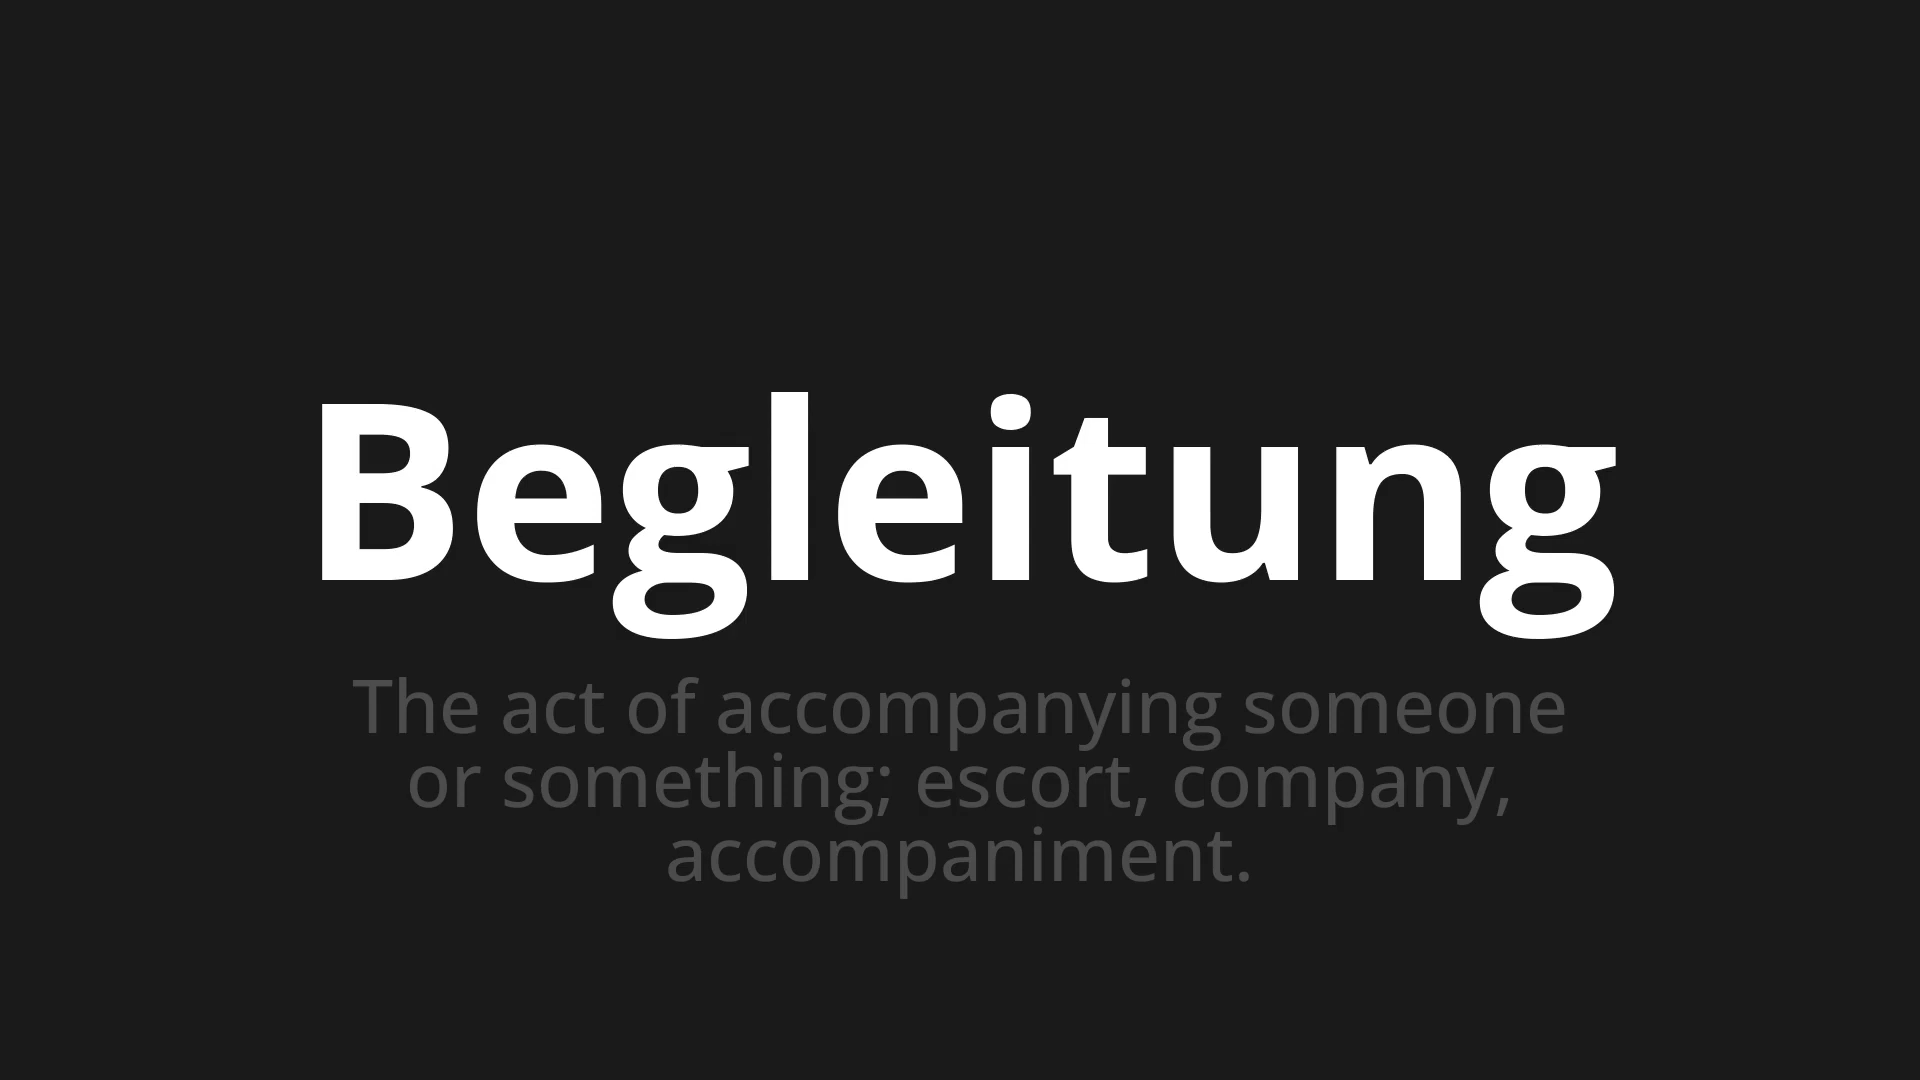 Begleitung
The act of accompanying someone
or something; escort, company,
accompaniment.